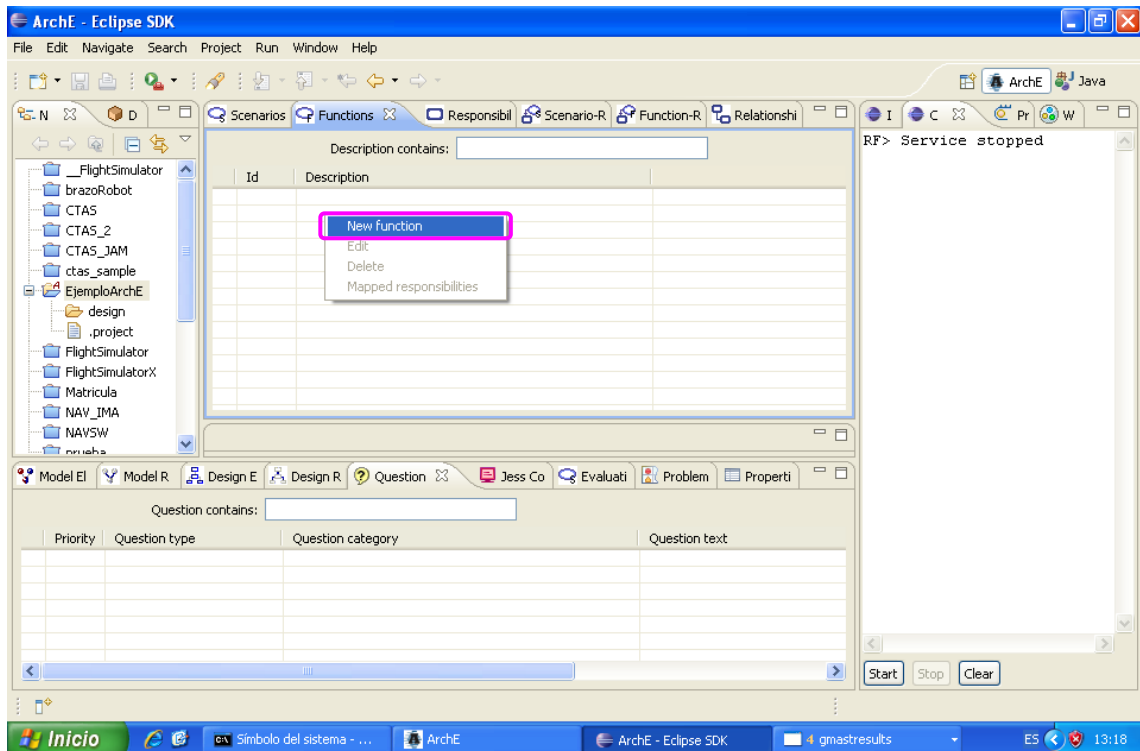 ArchE - Eclipse SDK
File Edit Navigate Search Project Run Window Help
ArchE Java
N D
Scenarios Functions Responsibil Scenario-R Function-R Relationshi
I C Pr W
Description contains:
Id Description
__FlightSimulator
brazoRobot
CTAS
CTAS_2
CTAS_JAM
ctas_sample
EjemploArchE
design
.project
FlightSimulator
FlightSimulatorX
Matricula
NAV_IMA
NAVSW
prueba
New function
Edit
Delete
Mapped responsibilities
RF> Service stopped
Model El Model R Design E Design R Question Jess Co Evaluati Problem Properti
Question contains:
Priority Question type Question category Question text
Start Stop Clear
Inicio Símbolo del sistema - ... ArchE ArchE - Eclipse SDK 4 gmastresults ES 13:18